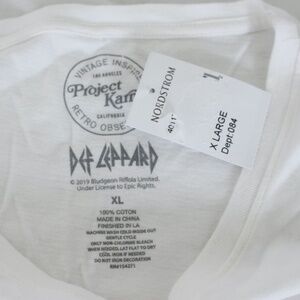 VINTAGE INSPIRED
LOS ANGELES
Project
Karma
CALIFORNIA
RETRO OBSESSED
DEF LEPPARD
© 2019 Bludgeon Riffola Limited.
Under License to Epic Rights.
XL
100% COTTON
MADE IN CHINA
FINISHED IN LA
MACHINE WASH COLD INSIDE OUT
GENTLE CYCLE
ONLY NON-CHLORINE BLEACH
WHEN NEEDED, LAY FLAT TO DRY
COOL IRON IF NEEDED
DO NOT IRON DECORATION
RN#154271
NORDSTROM
X LARGE
Dept:084